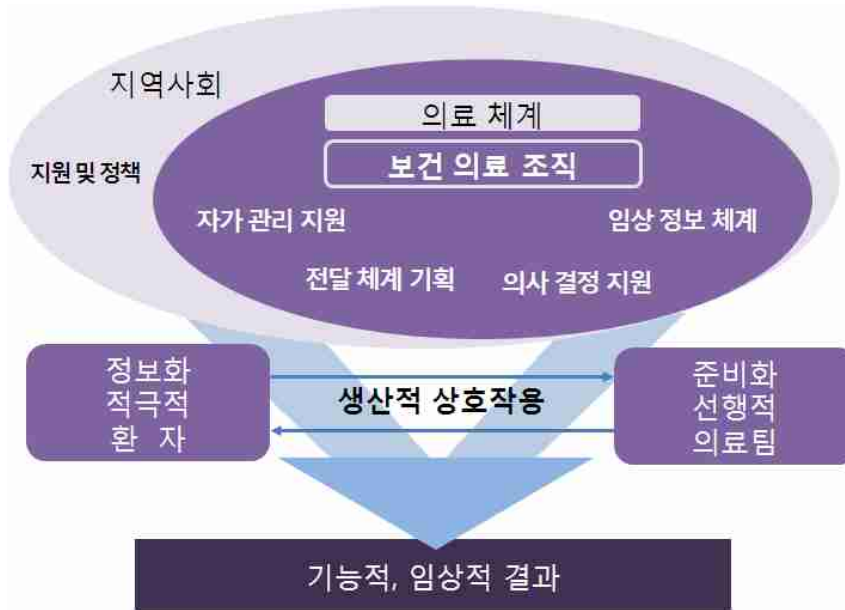 지역사회
의료 체계
지원 및 정책
보건 의료 조직
자가 관리 지원
임상 정보 체계
전달 체계 기획
의사 결정 지원
정보화
적극적
환 자
생산적 상호작용
준비화
선행적
의료팀
기능적, 임상적 결과